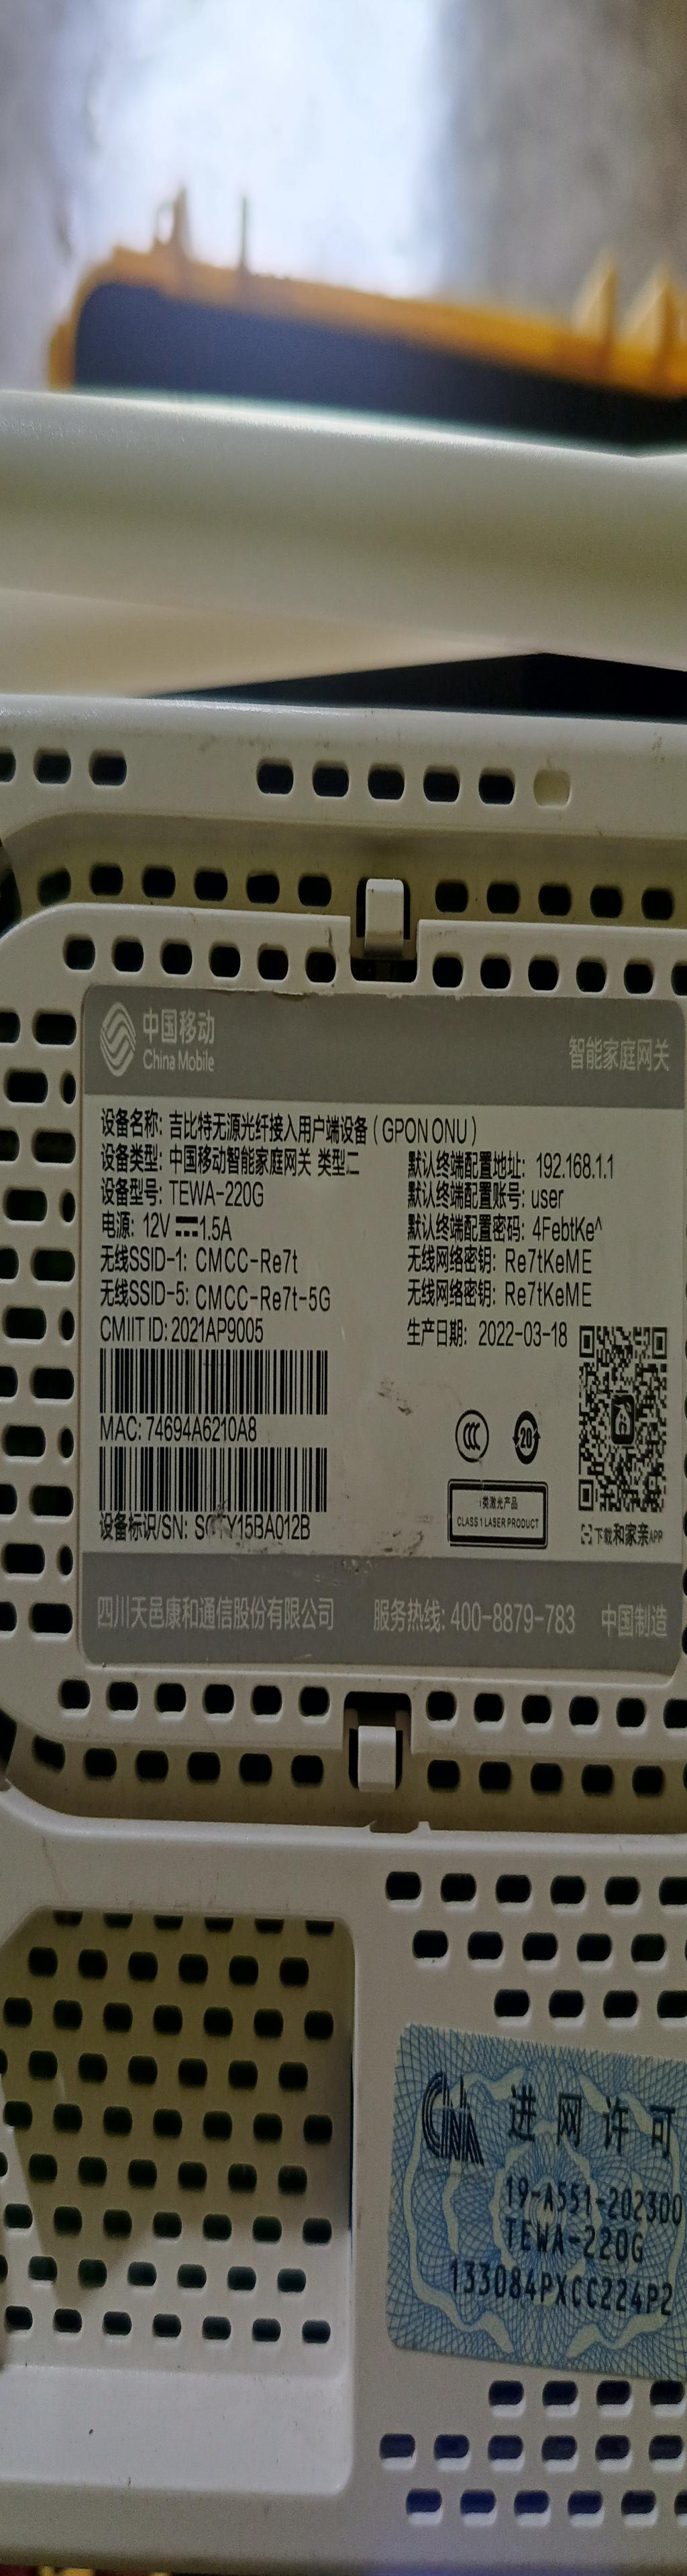 中国移动
China Mobile
智能家庭网关
设备名称: 吉比特无源光纤接入用户端设备 ( GPON ONU )
设备类型: 中国移动智能家庭网关 类型二
默认终端配置地址: 192.168.1.1
设备型号: TEWA-220G
默认终端配置账号: user
电源: 12V 1.5A
默认终端配置密码: 4FebtKe^
无线SSID-1: CMCC-Re7t
无线网络密钥: Re7tKeME
无线SSID-5: CMCC-Re7t-5G
无线网络密钥: Re7tKeME
CMIIT ID: 2021AP9005
生产日期: 2022-03-18
MAC: 74694A6210A8
CCC
20
I类激光产品
CLASS 1 LASER PRODUCT
设备标识/SN:
下载和家亲APP
四川天邑康和通信股份有限公司
服务热线: 400-8879-783
中国制造
进网许可
19-A551-202300
TEWA-220G
133084PXCC224P2